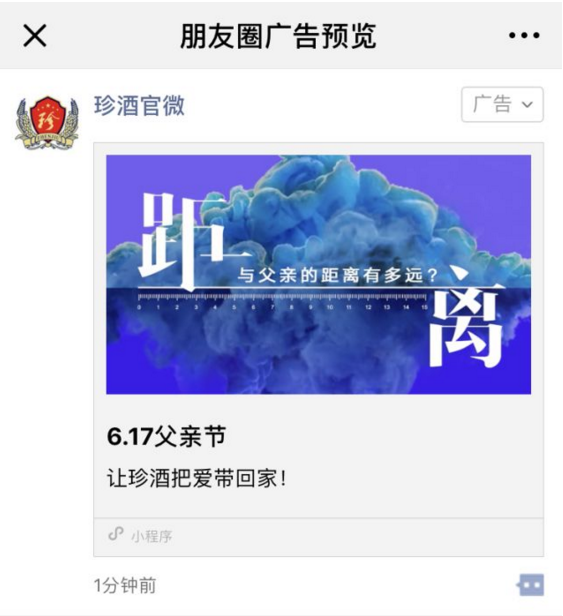 朋友圈广告预览
珍酒官微
广告
珍
距
与父亲的距离有多远?
0 1 2 3 4 5 6 7 8 9 10 11 12 13 14 15
离
6.17父亲节
让珍酒把爱带回家!
小程序
1分钟前